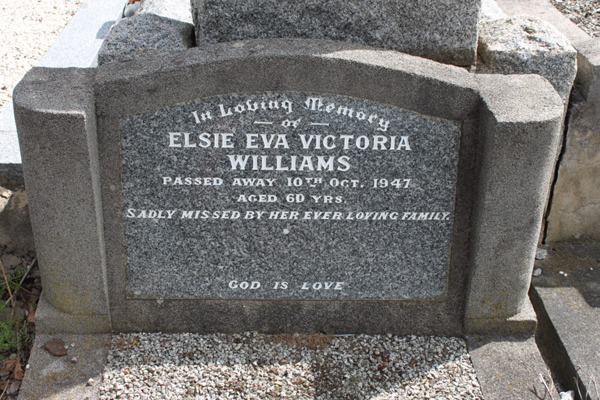 In Loving Memory
— of —
ELSIE EVA VICTORIA
WILLIAMS
PASSED AWAY 10TH OCT. 1947
AGED 60 YRS.
SADLY MISSED BY HER EVER LOVING FAMILY.
GOD IS LOVE